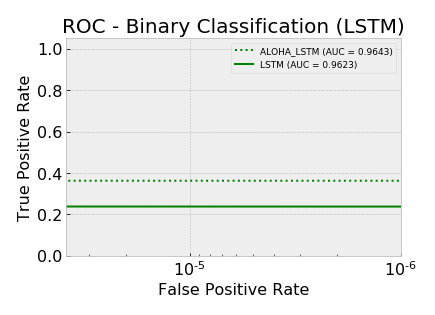 ROC - Binary Classification (LSTM)
ALOHA_LSTM (AUC = 0.9643)
LSTM (AUC = 0.9623)
True Positive Rate
1.0
0.8
0.6
0.4
0.2
0.0
10⁻⁵
10⁻⁶
False Positive Rate